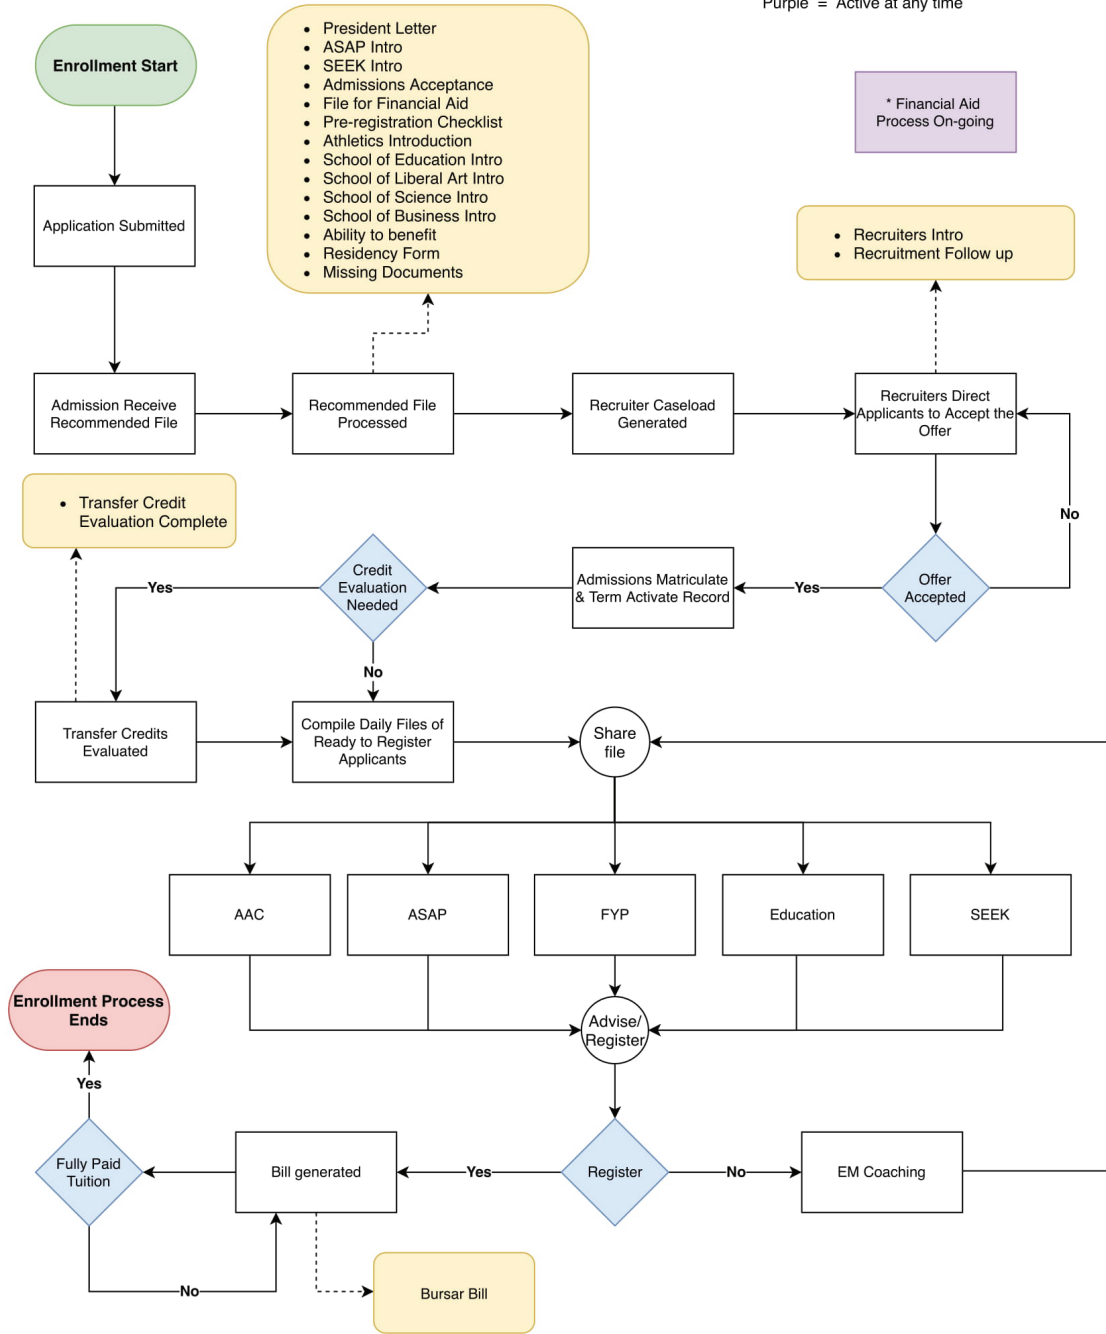 Purple = Active at any time
Enrollment Start
• President Letter
• ASAP Intro
• SEEK Intro
• Admissions Acceptance
• File for Financial Aid
• Pre-registration Checklist
• Athletics Introduction
• School of Education Intro
• School of Liberal Art Intro
• School of Science Intro
• School of Business Intro
• Ability to benefit
• Residency Form
• Missing Documents
* Financial Aid
Process On-going
Application Submitted
• Recruiters Intro
• Recruitment Follow up
Admission Receive
Recommended File
Recommended File
Processed
Recruiter Caseload
Generated
Recruiters Direct
Applicants to Accept the
Offer
No
• Transfer Credit
Evaluation Complete
Yes
Credit
Evaluation
Needed
Admissions Matriculate
& Term Activate Record
Yes
Offer
Accepted
No
Transfer Credits
Evaluated
Compile Daily Files of
Ready to Register
Applicants
Share
file
AAC
ASAP
FYP
Education
SEEK
Enrollment Process
Ends
Advise/
Register
Yes
Fully Paid
Tuition
Bill generated
Yes
Register
No
EM Coaching
No
Bursar Bill